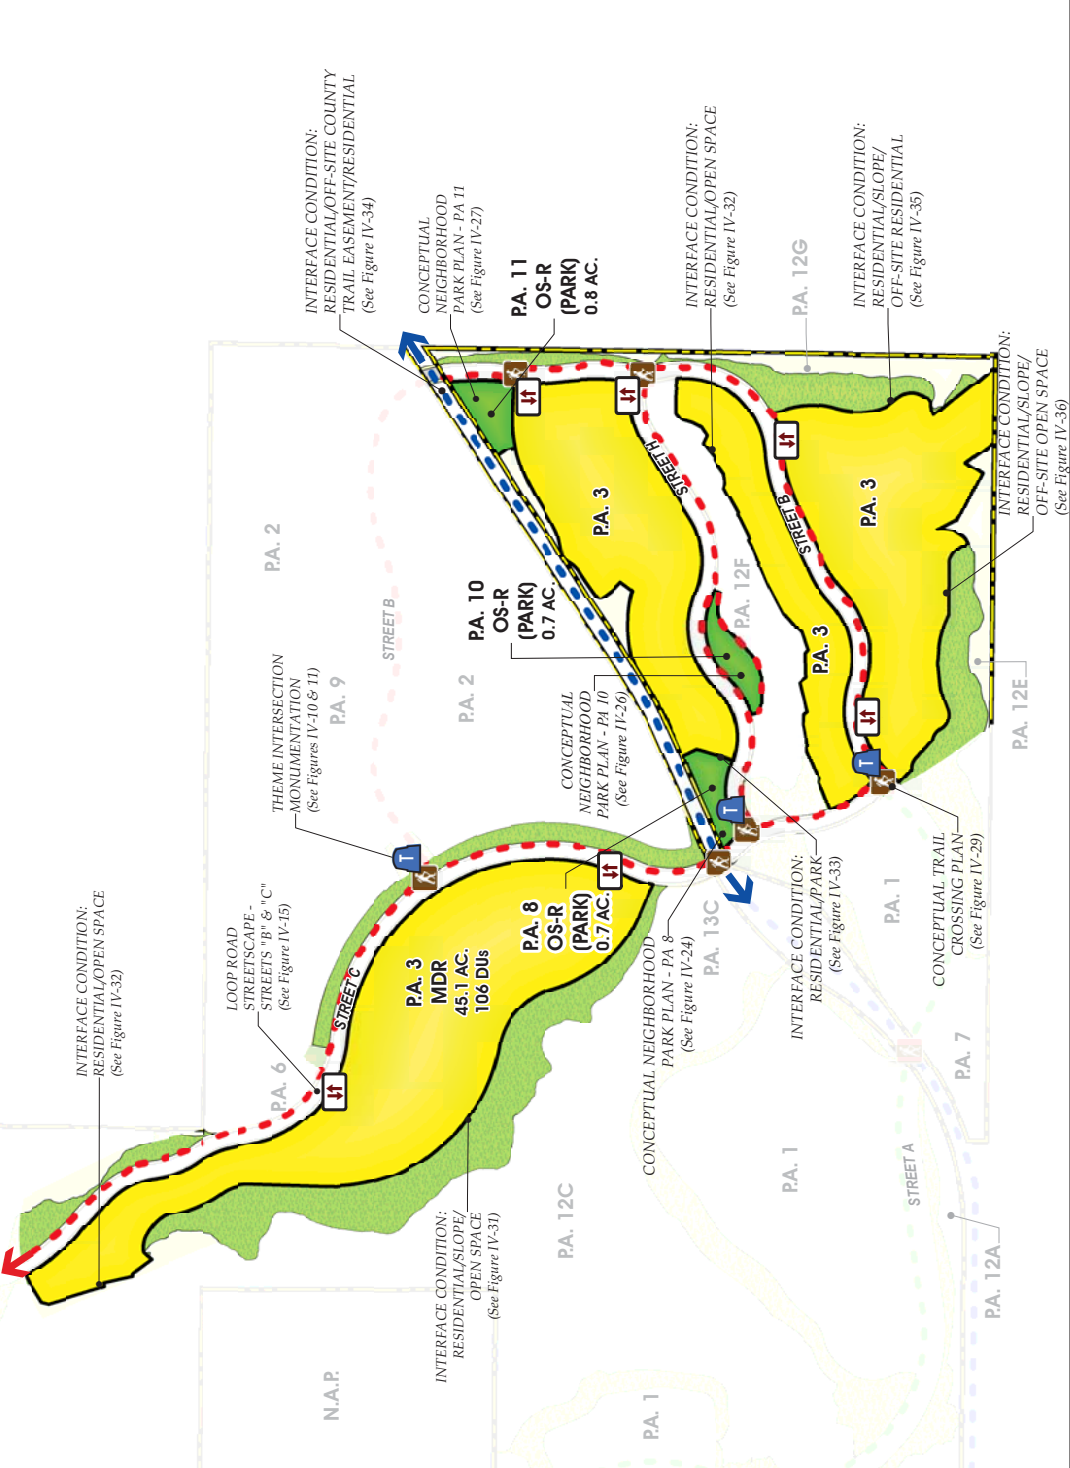 INTERFACE CONDITION:
RESIDENTIAL/OPEN SPACE
(See Figure IV-32)
LOOP ROAD
STREETSCAPE -
STREETS "B" & "C"
(See Figure IV-15)
THEME INTERSECTION
MONUMENTATION
(See Figures IV-10 & 11)
INTERFACE CONDITION:
RESIDENTIAL/OFF-SITE COUNTY
TRAIL EASEMENT/RESIDENTIAL
(See Figure IV-34)
CONCEPTUAL
NEIGHBORHOOD
PARK PLAN - PA 11
(See Figure IV-27)
P.A. 11
OS-R
(PARK)
0.8 AC.
INTERFACE CONDITION:
RESIDENTIAL/OPEN SPACE
(See Figure IV-32)
P.A. 12G
INTERFACE CONDITION:
RESIDENTIAL/SLOPE/
OFF-SITE RESIDENTIAL
(See Figure IV-35)
INTERFACE CONDITION:
RESIDENTIAL/SLOPE/
OFF-SITE OPEN SPACE
(See Figure IV-36)
P.A. 2
STREET B
P.A. 9
P.A. 2
P.A. 10
OS-R
(PARK)
0.7 AC.
CONCEPTUAL
NEIGHBORHOOD
PARK PLAN - PA 10
(See Figure IV-26)
P.A. 3
STREET H
P.A. 12F
STREET B
P.A. 3
P.A. 3
P.A. 12E
T
T
T
P.A. 6
STREET C
P.A. 3
MDR
45.1 AC.
106 DUs
P.A. 8
OS-R
(PARK)
0.7 AC.
CONCEPTUAL NEIGHBORHOOD
PARK PLAN - PA 8
(See Figure IV-24)
P.A. 13C
INTERFACE CONDITION:
RESIDENTIAL/PARK
(See Figure IV-33)
P.A. 1
CONCEPTUAL TRAIL
CROSSING PLAN
(See Figure IV-29)
P.A. 7
INTERFACE CONDITION:
RESIDENTIAL/SLOPE/
OPEN SPACE
(See Figure IV-31)
P.A. 12C
P.A. 1
STREET A
P.A. 12A
N.A.P.
P.A. 1